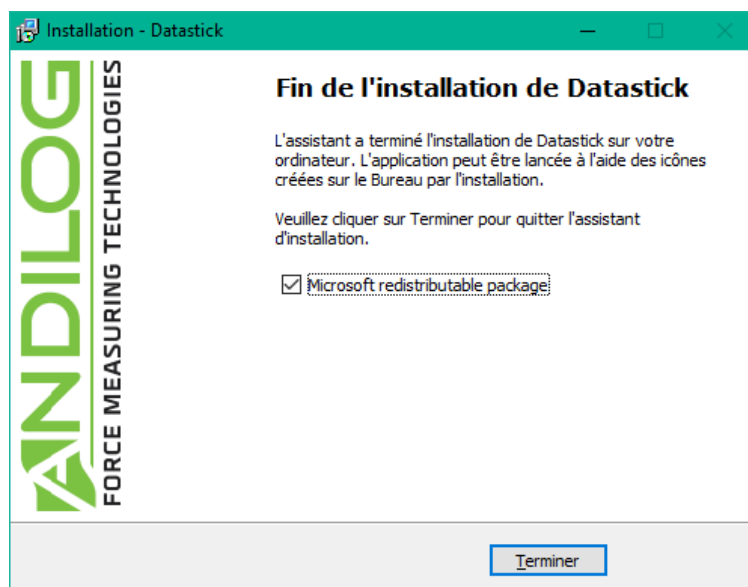 Installation - Datastick
ANDILOG
FORCE MEASURING TECHNOLOGIES
Fin de l'installation de Datastick
L'assistant a terminé l'installation de Datastick sur votre
ordinateur. L'application peut être lancée à l'aide des icônes
créées sur le Bureau par l'installation.
Veuillez cliquer sur Terminer pour quitter l'assistant
d'installation.
Microsoft redistributable package
Terminer